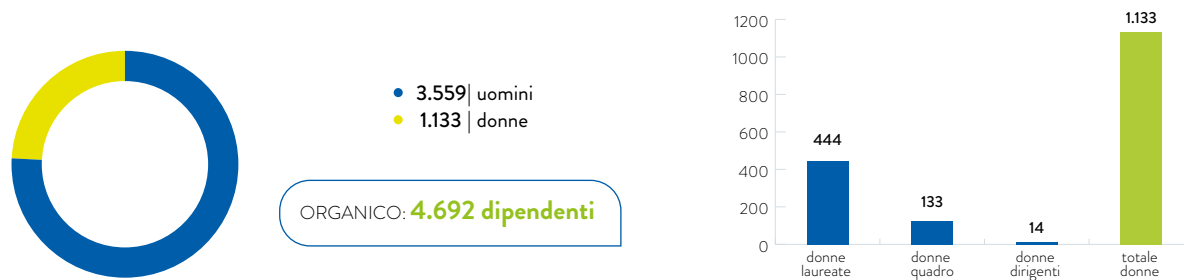 3.559| uomini
1.133 | donne
ORGANICO: 4.692 dipendenti
1200
1000
800
600
400
200
0
444
133
14
1.133
donne
laureate
donne
quadro
donne
dirigenti
totale
donne